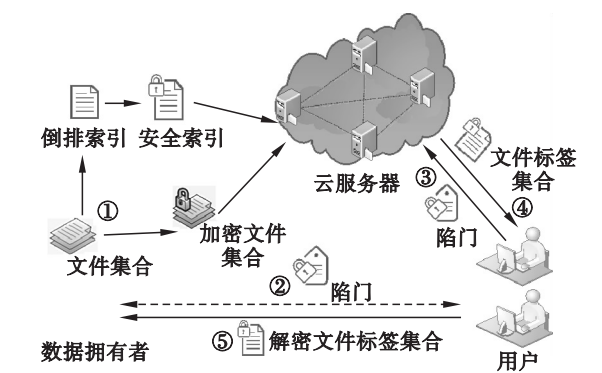 倒排索引
安全索引
云服务器
文件标签
集合
③
④
①
陷门
文件集合
加密文件
集合
②
陷门
⑤
解密文件标签集合
数据拥有者
用户